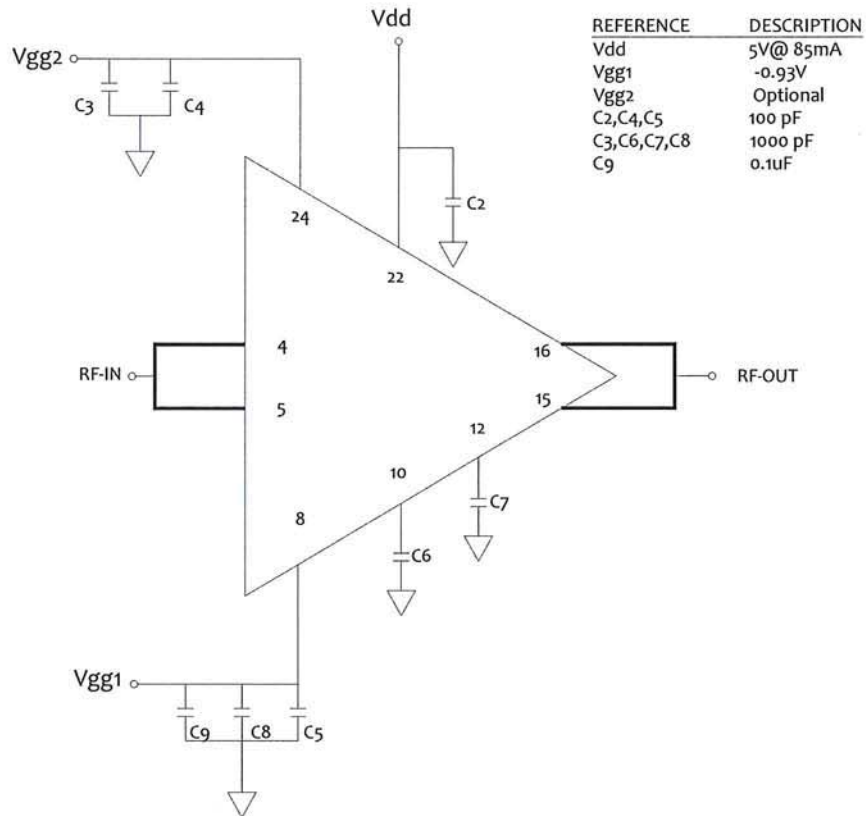 Vdd
REFERENCE DESCRIPTION
Vdd 5V@ 85mA
Vgg1 -0.93V
Vgg2 Optional
C2,C4,C5 100 pF
C3,C6,C7,C8 1000 pF
C9 0.1uF
Vgg2
C3 C4
C2
24
22
4
16
RF-IN
RF-OUT
5
15
12
10
C7
8
C6
Vgg1
C9 C8 C5